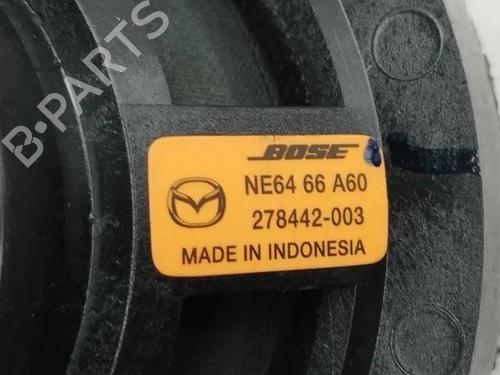 B-PARTS
BOSE
NE64 66 A60
278442-003
MADE IN INDONESIA